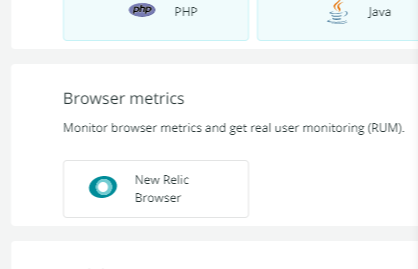 php PHP Java
Browser metrics
Monitor browser metrics and get real user monitoring (RUM).
New Relic
Browser